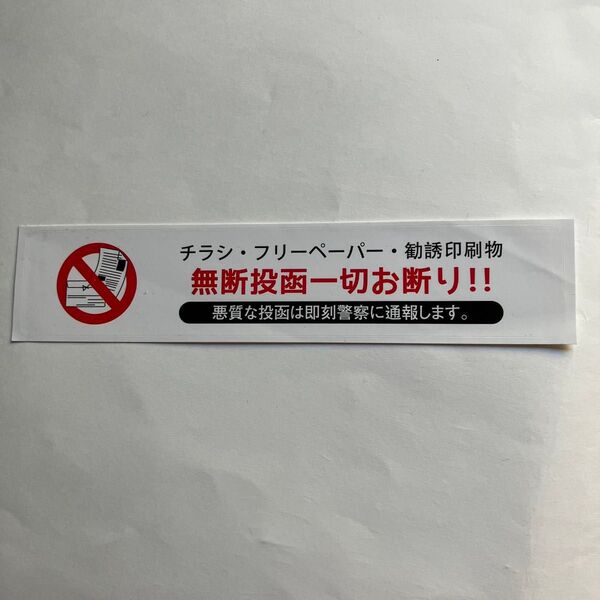 チラシ・フリーペーパー・勧誘印刷物
無断投函一切お断り!!
悪質な投函は即刻警察に通報します。